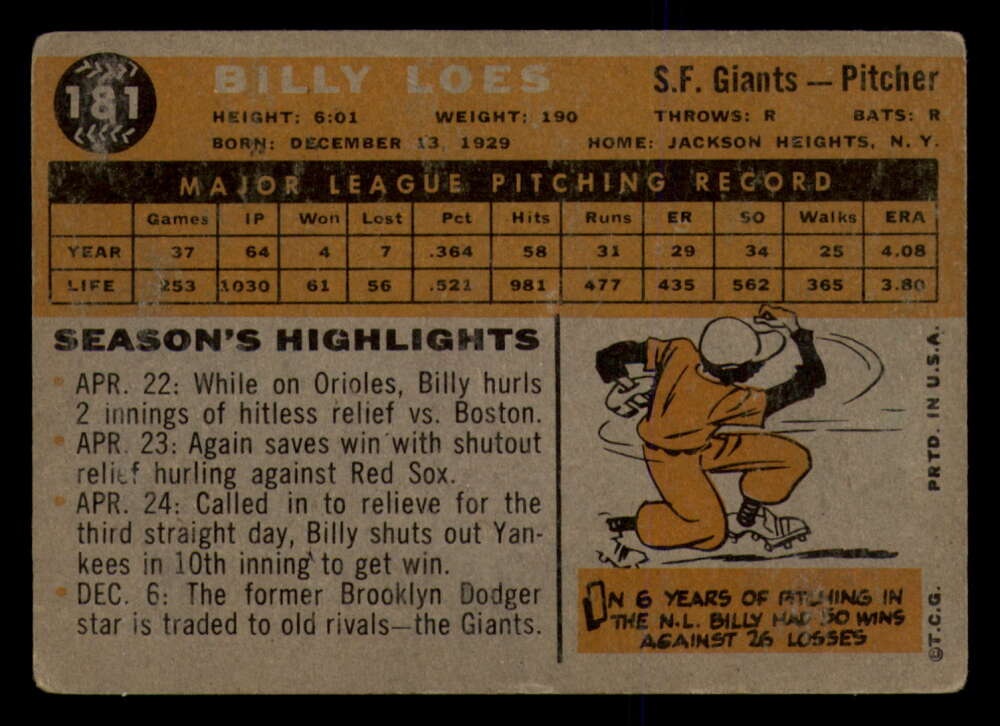 181
BILLY LOES
S.F. Giants — Pitcher
HEIGHT: 6:01 WEIGHT: 190 THROWS: R BATS: R
BORN: DECEMBER 13, 1929 HOME: JACKSON HEIGHTS, N. Y.
MAJOR LEAGUE PITCHING RECORD
Games IP Won Lost Pct Hits Runs ER SO Walks ERA
YEAR 37 64 4 7 .364 58 31 29 34 25 4.08
LIFE 253 1030 61 56 .521 981 477 435 562 365 3.80
SEASON'S HIGHLIGHTS
• APR. 22: While on Orioles, Billy hurls
2 innings of hitless relief vs. Boston.
• APR. 23: Again saves win with shutout
relief hurling against Red Sox.
• APR. 24: Called in to relieve for the
third straight day, Billy shuts out Yan-
kees in 10th inning to get win.
• DEC. 6: The former Brooklyn Dodger
star is traded to old rivals—the Giants.
IN 6 YEARS OF PITCHING IN
THE N.L. BILLY HAD 50 WINS
AGAINST 26 LOSSES
©T.C.G. PRTD. IN U.S.A.